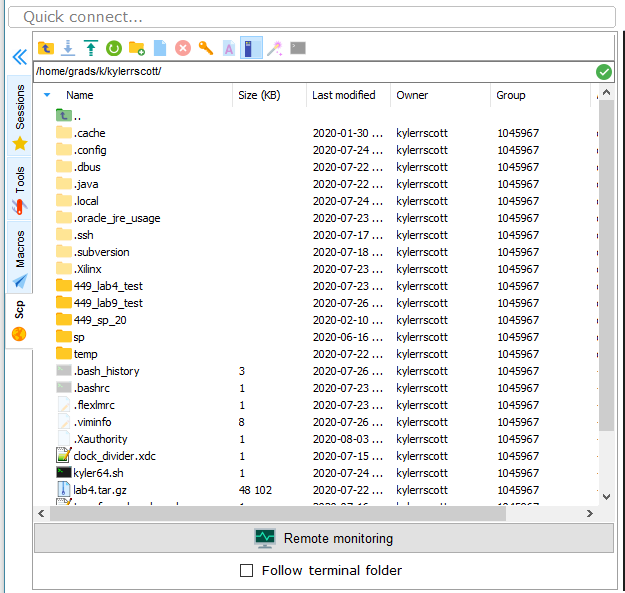 Quick connect...
/home/grads/k/kylerrscott/
Name Size (KB) Last modified Owner Group
..
.cache 2020-01-30 ... kylerrscott 1045967
.config 2020-07-24 ... kylerrscott 1045967
.dbus 2020-07-22 ... kylerrscott 1045967
.java 2020-07-22 ... kylerrscott 1045967
.local 2020-07-24 ... kylerrscott 1045967
.oracle_jre_usage 2020-07-23 ... kylerrscott 1045967
.ssh 2020-07-17 ... kylerrscott 1045967
.subversion 2020-07-18 ... kylerrscott 1045967
.Xilinx 2020-07-23 ... kylerrscott 1045967
449_lab4_test 2020-07-23 ... kylerrscott 1045967
449_lab9_test 2020-07-26 ... kylerrscott 1045967
449_sp_20 2020-02-10 ... kylerrscott 1045967
sp 2020-06-16 ... kylerrscott 1045967
temp 2020-07-22 ... kylerrscott 1045967
.bash_history 3 2020-07-26 ... kylerrscott 1045967
.bashrc 1 2020-07-23 ... kylerrscott 1045967
.flexlmrc 1 2020-07-23 ... kylerrscott 1045967
.viminfo 8 2020-07-26 ... kylerrscott 1045967
.Xauthority 1 2020-08-03 ... kylerrscott 1045967
clock_divider.xdc 1 2020-07-15 ... kylerrscott 1045967
kyler64.sh 1 2020-07-24 ... kylerrscott 1045967
lab4.tar.gz 48 102 2020-07-22 ... kylerrscott 1045967
Sessions
Tools
Macros
Scp
Remote monitoring
Follow terminal folder